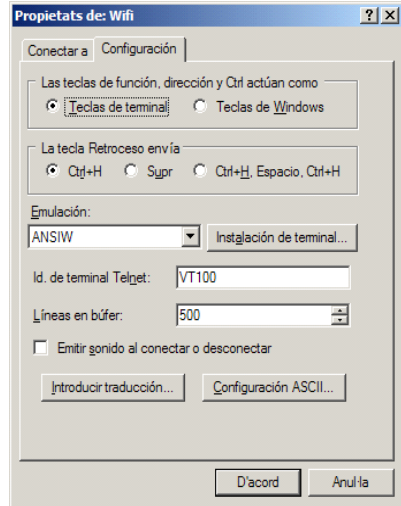 Propietats de: Wifi
Conectar a Configuración
Las teclas de función, dirección y Ctrl actúan como
Teclas de terminal Teclas de Windows
La tecla Retroceso envía
Ctrl+H Supr Ctrl+H, Espacio, Ctrl+H
Emulación:
ANSIW Instalación de terminal...
Id. de terminal Telnet: VT100
Líneas en búfer: 500
Emitir sonido al conectar o desconectar
Introducir traducción... Configuración ASCII...
D'acord Anul·la